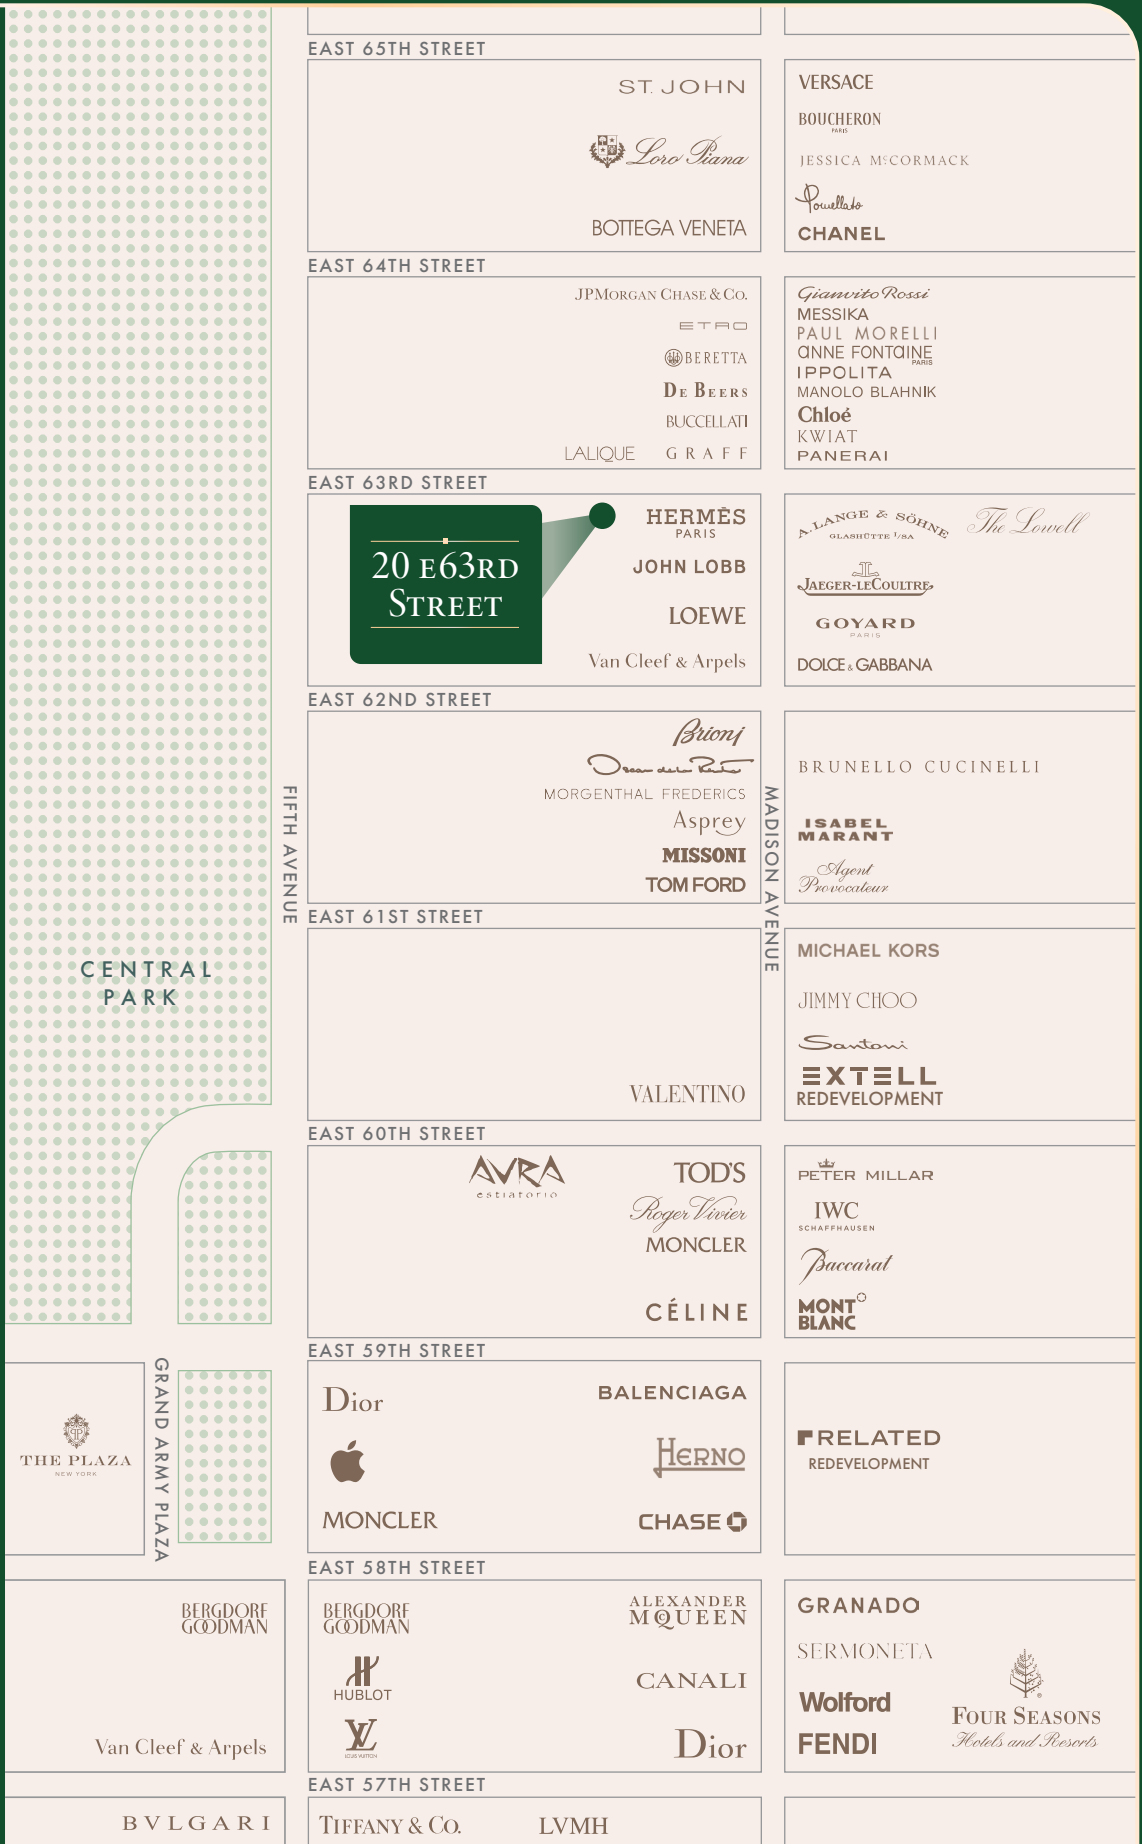 EAST 65TH STREET
ST. JOHN
Loro Piana
BOTTEGA VENETA
VERSACE
BOUCHERON
PARIS
JESSICA McCORMACK
Pomellato
CHANEL
EAST 64TH STREET
JPMORGAN CHASE & CO.
ETRO
BERETTA
DE BEERS
BUCCELLATI
LALIQUE GRAFF
Gianvito Rossi
MESSIKA
PAUL MORELLI
ANNE FONTAINE
PARIS
IPPOLITA
MANOLO BLAHNIK
Chloé
KWIAT
PANERAI
EAST 63RD STREET
20 E63RD
STREET
HERMÈS
PARIS
JOHN LOBB
LOEWE
Van Cleef & Arpels
A. LANGE & SÖHNE
GLASHÜTTE I/SA
The Lowell
JAEGER-LECOULTRE
GOYARD
PARIS
DOLCE & GABBANA
EAST 62ND STREET
Brioni
Oscar de la Renta
MORGENTHAL FREDERICS
Asprey
MISSONI
TOM FORD
BRUNELLO CUCINELLI
ISABEL
MARANT
Agent
Provocateur
FIFTH AVENUE
MADISON AVENUE
EAST 61ST STREET
CENTRAL
PARK
VALENTINO
MICHAEL KORS
JIMMY CHOO
Santoni
EXTELL
REDEVELOPMENT
EAST 60TH STREET
AVRA
estiatorio
TOD'S
Roger Vivier
MONCLER
CÉLINE
PETER MILLAR
IWC
SCHAFFHAUSEN
Baccarat
MONT
BLANC
EAST 59TH STREET
GRAND ARMY PLAZA
THE PLAZA
NEW YORK
Dior
MONCLER
BALENCIAGA
HERNO
CHASE
RELATED
REDEVELOPMENT
EAST 58TH STREET
BERGDORF
GOODMAN
Van Cleef & Arpels
BERGDORF
GOODMAN
HUBLOT
LV
LOUIS VUITTON
ALEXANDER
MCQUEEN
CANALI
Dior
GRANADO
SERMONETA
Wolford
FENDI
FOUR SEASONS
Hotels and Resorts
EAST 57TH STREET
BVLGARI
TIFFANY & CO.
LVMH